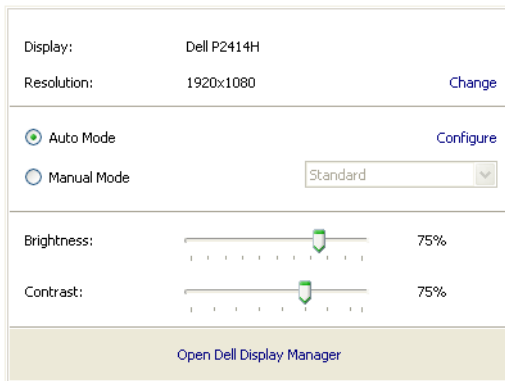 Display: Dell P2414H
Resolution: 1920x1080 Change
Auto Mode Configure
Manual Mode Standard
Brightness: 75%
Contrast: 75%
Open Dell Display Manager